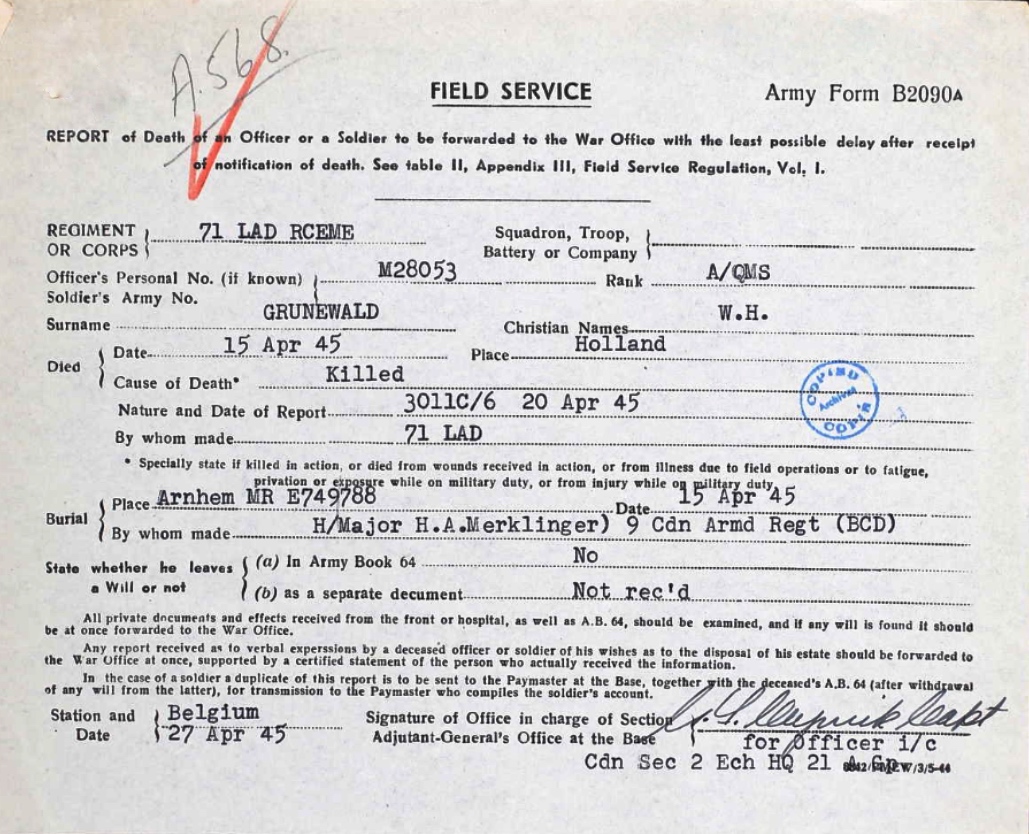 A.568.
FIELD SERVICE
Army Form B2090A
REPORT of Death of an Officer or a Soldier to be forwarded to the War Office with the least possible delay after receipt
of notification of death. See table II, Appendix III, Field Service Regulation, Vol. I.
REGIMENT OR CORPS 71 LAD RCEME Squadron, Troop, Battery or Company
Officer's Personal No. (if known) M28053 Rank A/QMS
Soldier's Army No.
Surname GRUNEWALD Christian Names W.H.
Died Date 15 Apr 45 Place Holland
Cause of Death* Killed
COPIED Archived COPIÉ
Nature and Date of Report 3011C/6 20 Apr 45
By whom made 71 LAD
* Specially state if killed in action, or died from wounds received in action, or from illness due to field operations or to fatigue,
privation or exposure while on military duty, or from injury while on military duty
Burial Place Arnhem MR E749788 Date 15 Apr 45
By whom made H/Major H.A.Merklinger) 9 Cdn Armd Regt (BCD)
State whether he leaves a Will or not (a) In Army Book 64 No
(b) as a separate document Not rec'd
All private documents and effects received from the front or hospital, as well as A.B. 64, should be examined, and if any will is found it should
be at once forwarded to the War Office.
Any report received as to verbal experssions by a deceased officer or soldier of his wishes as to the disposal of his estate should be forwarded to
the War Office at once, supported by a certified statement of the person who actually received the information.
In the case of a soldier a duplicate of this report is to be sent to the Paymaster at the Base, together with the deceased's A.B. 64 (after withdrawal
of any will from the latter), for transmission to the Paymaster who compiles the soldier's account.
Station and Date Belgium 27 Apr 45
Signature of Office in charge of Section Capt
Adjutant-General's Office at the Base for Officer i/c
Cdn Sec 2 Ech HQ 21 A Gp